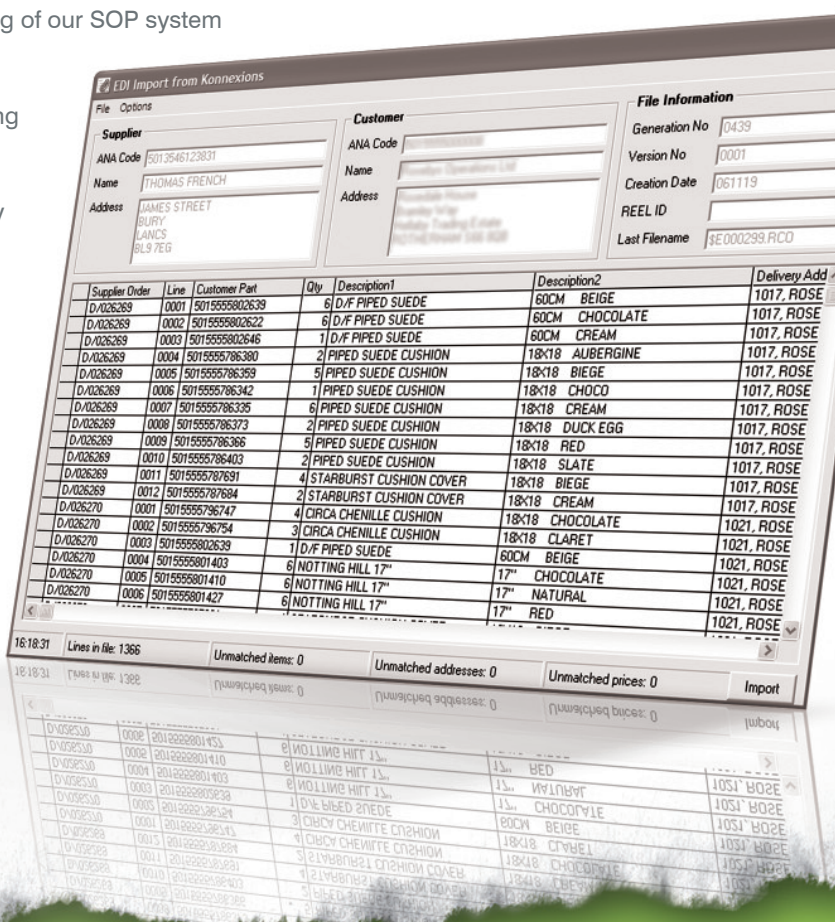 g of our SOP system
ng
y
EDI Import from Konnexions
File Options
Supplier
ANA Code 5013546123831
Name THOMAS FRENCH
Address JAMES STREET
BURY
LANCS
BL9 7EG
Customer
ANA Code
Name
Address
File Information
Generation No 0439
Version No 0001
Creation Date 061119
REEL ID
Last Filename $E000299.RCO
Supplier Order Line Customer Part Qty Description1 Description2 Delivery Add
D/026269 0001 5015555802639 6 D/F PIPED SUEDE 60CM BEIGE 1017, ROSE
D/026269 0002 5015555802622 6 D/F PIPED SUEDE 60CM CHOCOLATE 1017, ROSE
D/026269 0003 5015555802646 1 D/F PIPED SUEDE 60CM CREAM 1017, ROSE
D/026269 0004 5015555786380 2 PIPED SUEDE CUSHION 18X18 AUBERGINE 1017, ROSE
D/026269 0005 5015555786359 5 PIPED SUEDE CUSHION 18X18 BIEGE 1017, ROSE
D/026269 0006 5015555786342 1 PIPED SUEDE CUSHION 18X18 CHOCO 1017, ROSE
D/026269 0007 5015555786335 6 PIPED SUEDE CUSHION 18X18 CREAM 1017, ROSE
D/026269 0008 5015555786373 2 PIPED SUEDE CUSHION 18X18 DUCK EGG 1017, ROSE
D/026269 0009 5015555786366 5 PIPED SUEDE CUSHION 18X18 RED 1017, ROSE
D/026269 0010 5015555786403 2 PIPED SUEDE CUSHION 18X18 SLATE 1017, ROSE
D/026269 0011 5015555787691 4 STARBURST CUSHION COVER 18X18 BIEGE 1017, ROSE
D/026269 0012 5015555787684 2 STARBURST CUSHION COVER 18X18 CREAM 1017, ROSE
D/026270 0001 5015555796747 4 CIRCA CHENILLE CUSHION 18X18 CHOCOLATE 1021, ROSE
D/026270 0002 5015555796754 3 CIRCA CHENILLE CUSHION 18X18 CLARET 1021, ROSE
D/026270 0003 5015555802639 1 D/F PIPED SUEDE 60CM BEIGE 1021, ROSE
D/026270 0004 5015555801403 6 NOTTING HILL 17" 17" CHOCOLATE 1021, ROSE
D/026270 0005 5015555801410 6 NOTTING HILL 17" 17" NATURAL 1021, ROSE
D/026270 0006 5015555801427 6 NOTTING HILL 17" 17" RED 1021, ROSE
16:18:31 Lines in file: 1366 Unmatched items: 0 Unmatched addresses: 0 Unmatched prices: 0 Import